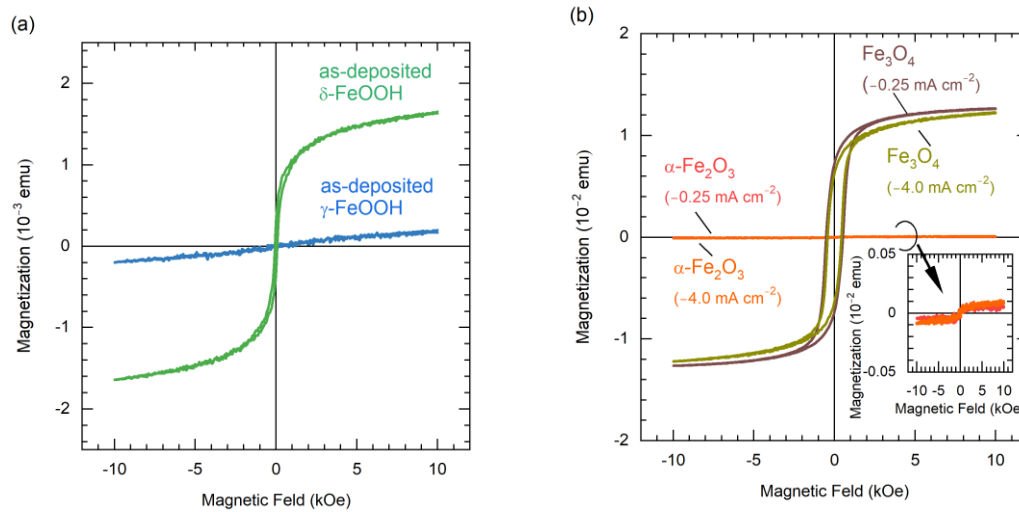 (a)
Magnetization (10⁻³ emu)
2
1
0
-1
-2
as-deposited
δ-FeOOH
as-deposited
γ-FeOOH
-10
-5
0
5
10
Magnetic Feld (kOe)
(b)
Magnetization (10⁻² emu)
2
1
0
-1
-2
Fe₃O₄
(−0.25 mA cm⁻²)
α-Fe₂O₃
(−0.25 mA cm⁻²)
Fe₃O₄
(−4.0 mA cm⁻²)
α-Fe₂O₃
(−4.0 mA cm⁻²)
Magnetization (10⁻² emu)
0.05
0
-0.05
-10
-5
0
5
10
Magnetic Feld (kOe)
-10
-5
0
5
10
Magnetic Feld (kOe)